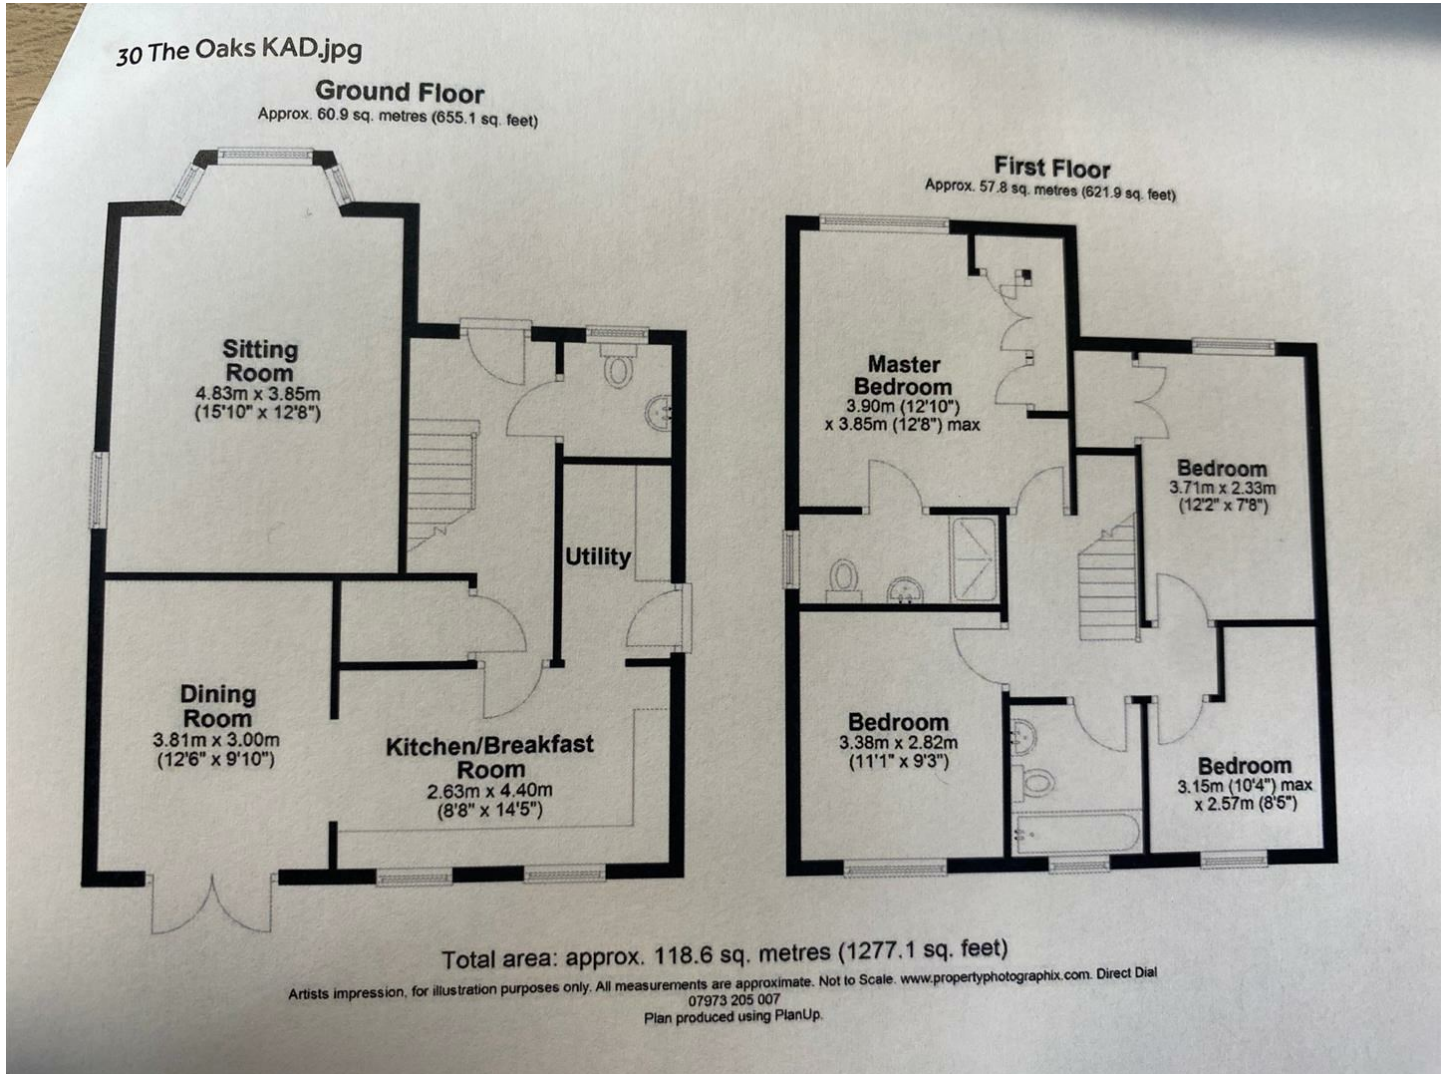 30 The Oaks KAD.jpg
Ground Floor
Approx. 60.9 sq. metres (655.1 sq. feet)
First Floor
Approx. 57.8 sq. metres (621.9 sq. feet)
Sitting
Room
4.83m x 3.85m
(15'10" x 12'8")
Utility
Dining
Room
3.81m x 3.00m
(12'6" x 9'10")
Kitchen/Breakfast
Room
2.63m x 4.40m
(8'8" x 14'5")
Master
Bedroom
3.90m (12'10")
x 3.85m (12'8") max
Bedroom
3.71m x 2.33m
(12'2" x 7'8")
Bedroom
3.38m x 2.82m
(11'1" x 9'3")
Bedroom
3.15m (10'4") max
x 2.57m (8'5")
Total area: approx. 118.6 sq. metres (1277.1 sq. feet)
Artists impression, for illustration purposes only. All measurements are approximate. Not to Scale. www.propertyphotographix.com. Direct Dial
07973 205 007
Plan produced using PlanUp.